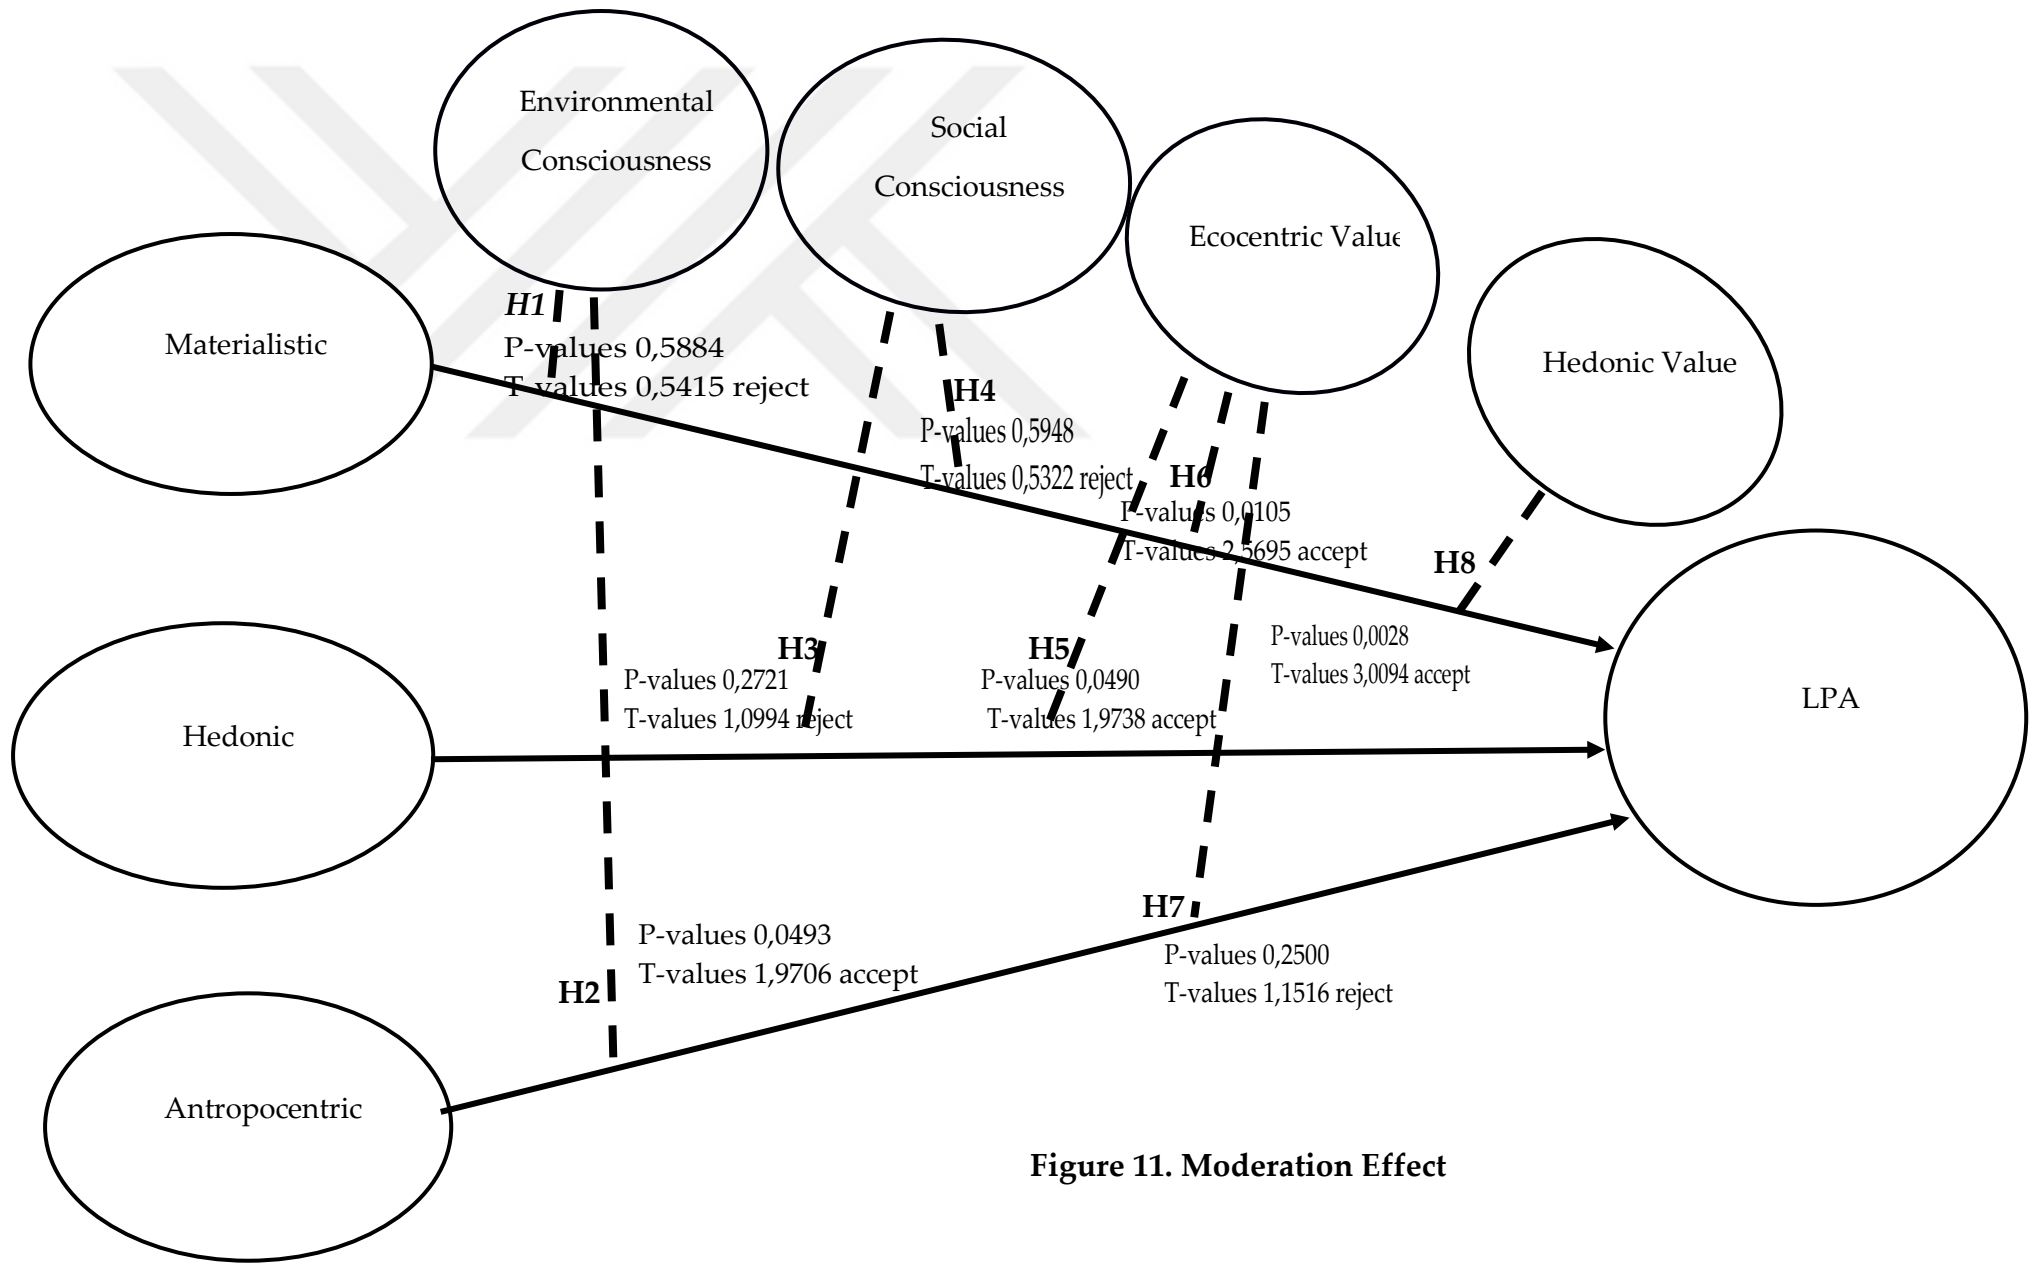 Environmental
Consciousness
Social
Consciousness
Ecocentric Value
Hedonic Value
Materialistic
H1
P-values 0,5884
T-values 0,5415 reject
H4
P-values 0,5948
T-values 0,5322 reject
H6
P-values 0,0105
T-values 2,5695 accept
H8
P-values 0,0028
T-values 3,0094 accept
LPA
Hedonic
H3
P-values 0,2721
T-values 1,0994 reject
H5
P-values 0,0490
T-values 1,9738 accept
H7
P-values 0,2500
T-values 1,1516 reject
P-values 0,0493
T-values 1,9706 accept
H2
Antropocentric
Figure 11. Moderation Effect